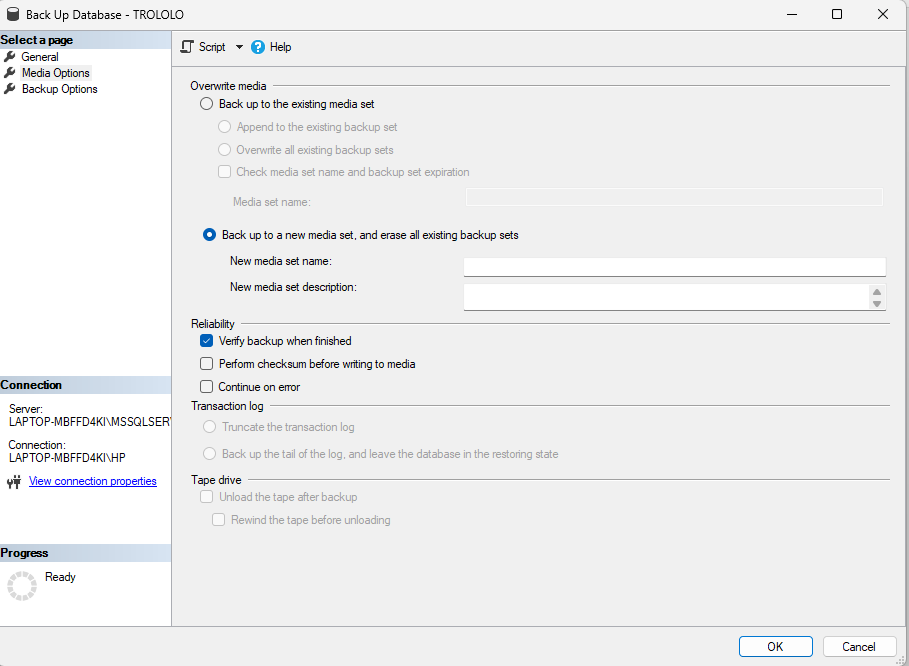 Back Up Database - TROLOLO
Select a page
General
Media Options
Backup Options
Script
Help
Overwrite media
Back up to the existing media set
Append to the existing backup set
Overwrite all existing backup sets
Check media set name and backup set expiration
Media set name:
Back up to a new media set, and erase all existing backup sets
New media set name:
New media set description:
Reliability
Verify backup when finished
Perform checksum before writing to media
Continue on error
Transaction log
Truncate the transaction log
Back up the tail of the log, and leave the database in the restoring state
Tape drive
Unload the tape after backup
Rewind the tape before unloading
Connection
Server:
LAPTOP-MBFFD4KI\MSSQLSER
Connection:
LAPTOP-MBFFD4KI\HP
View connection properties
Progress
Ready
OK
Cancel